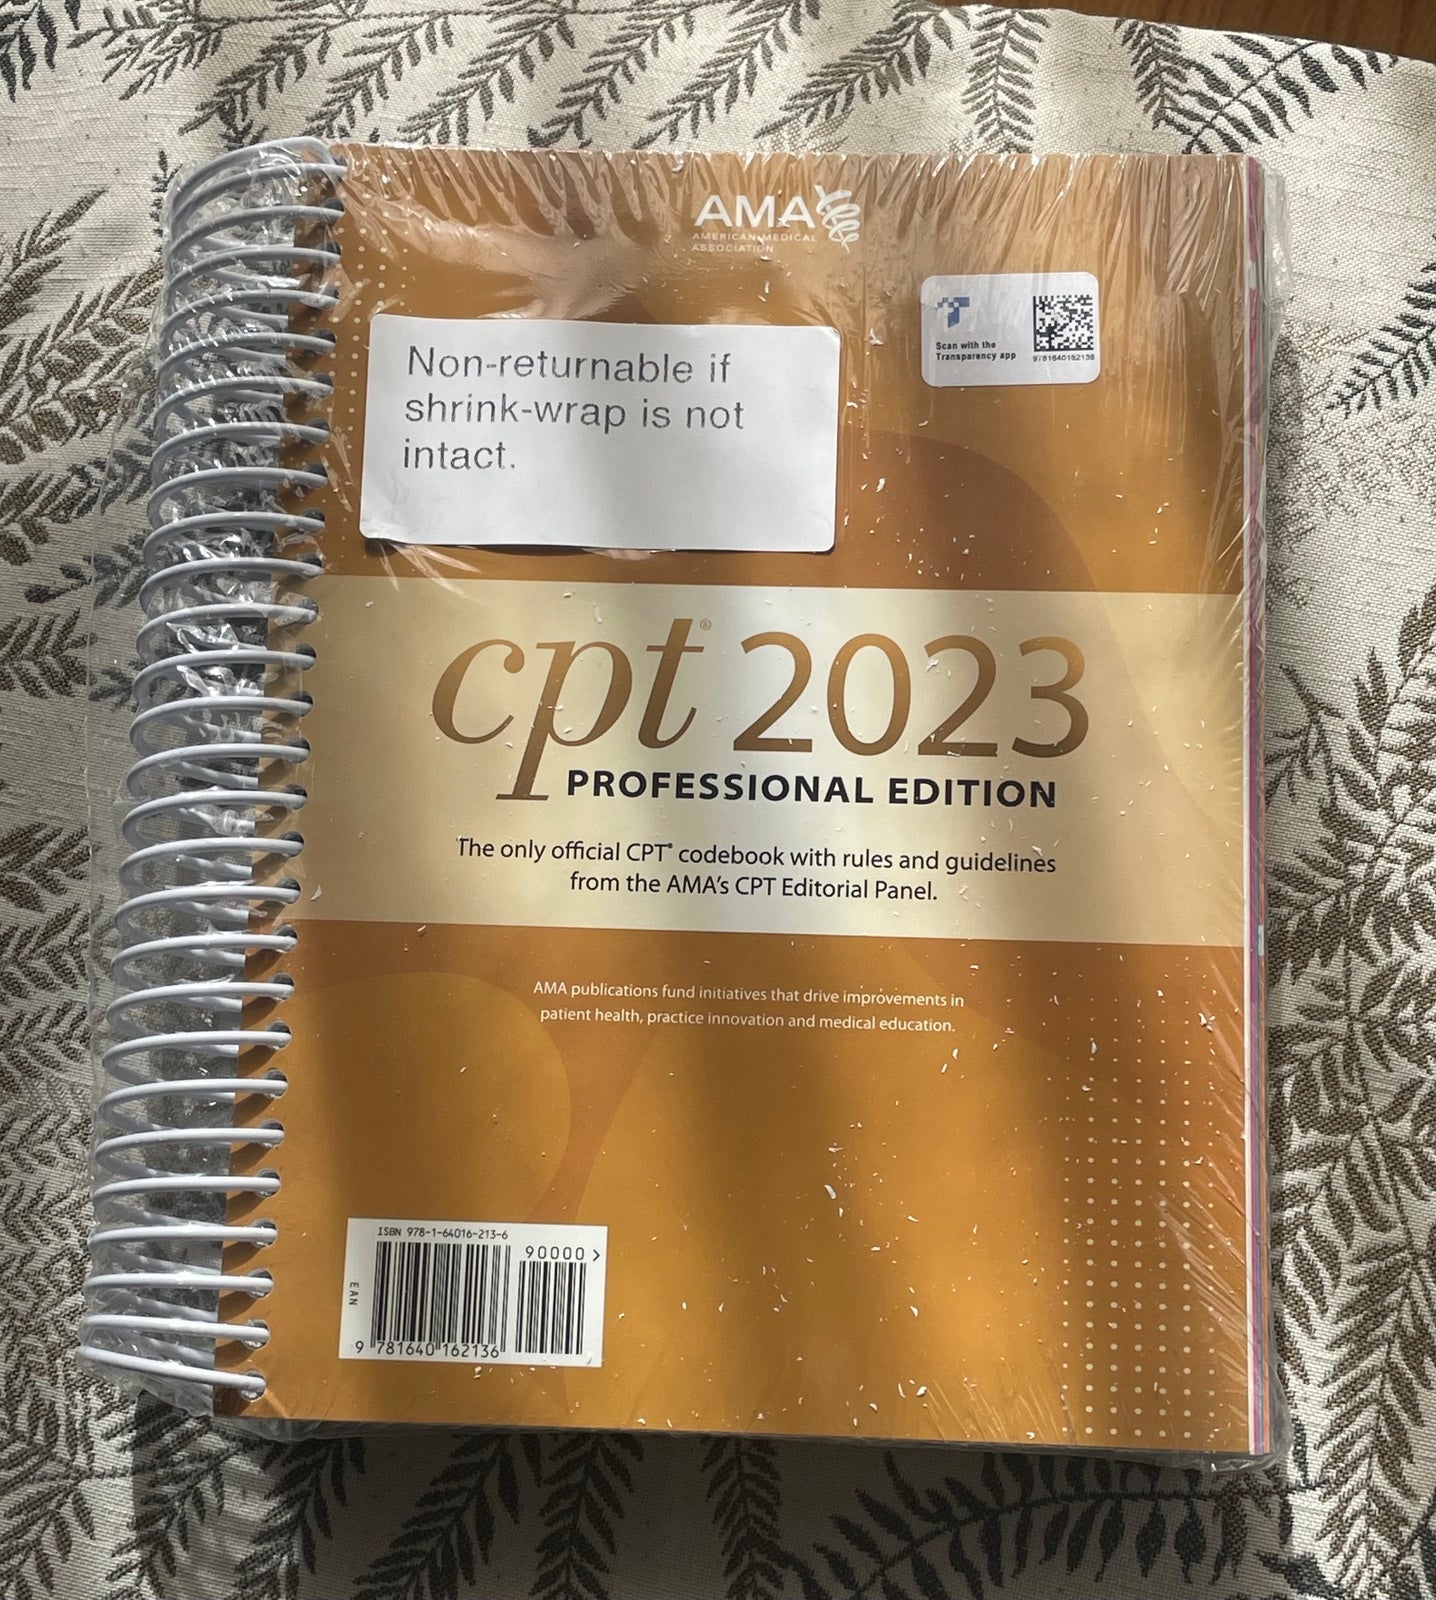 AMA
AMERICAN MEDICAL
ASSOCIATION
Scan with the
Transparency app
9781640162136
Non-returnable if
shrink-wrap is not
intact.
cpt® 2023
PROFESSIONAL EDITION
The only official CPT® codebook with rules and guidelines
from the AMA's CPT Editorial Panel.
AMA publications fund initiatives that drive improvements in
patient health, practice innovation and medical education.
ISBN 978-1-64016-213-6
90000>
EAN
9 781640 162136